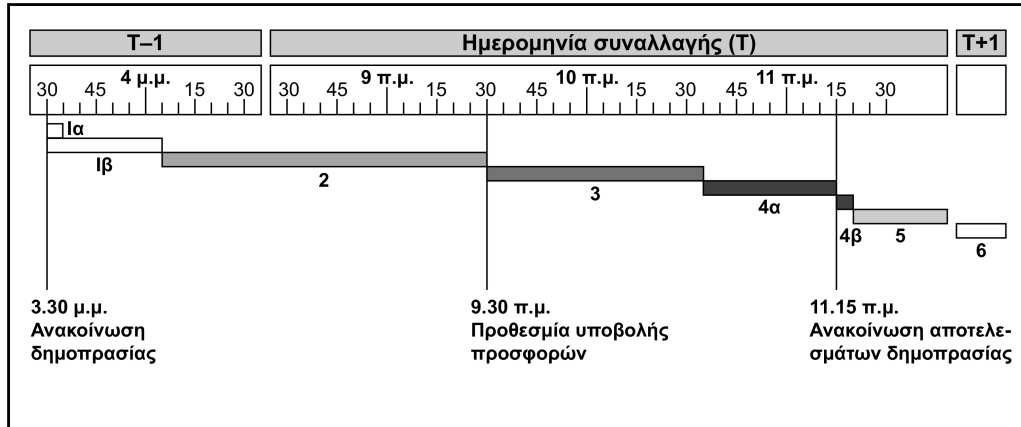 T–1 Ημερομηνία συναλλαγής (Τ) T+1
4 μ.μ. 9 π.μ. 10 π.μ. 11 π.μ.
30 45 15 30 30 45 15 30 45 15 30 45 15 30
Iα
Iβ
2
3
4α
4β 5
6
3.30 μ.μ. 9.30 π.μ. 11.15 π.μ.
Ανακοίνωση Προθεσμία υποβολής Ανακοίνωση αποτελε-
δημοπρασίας προσφορών σμάτων δημοπρασίας